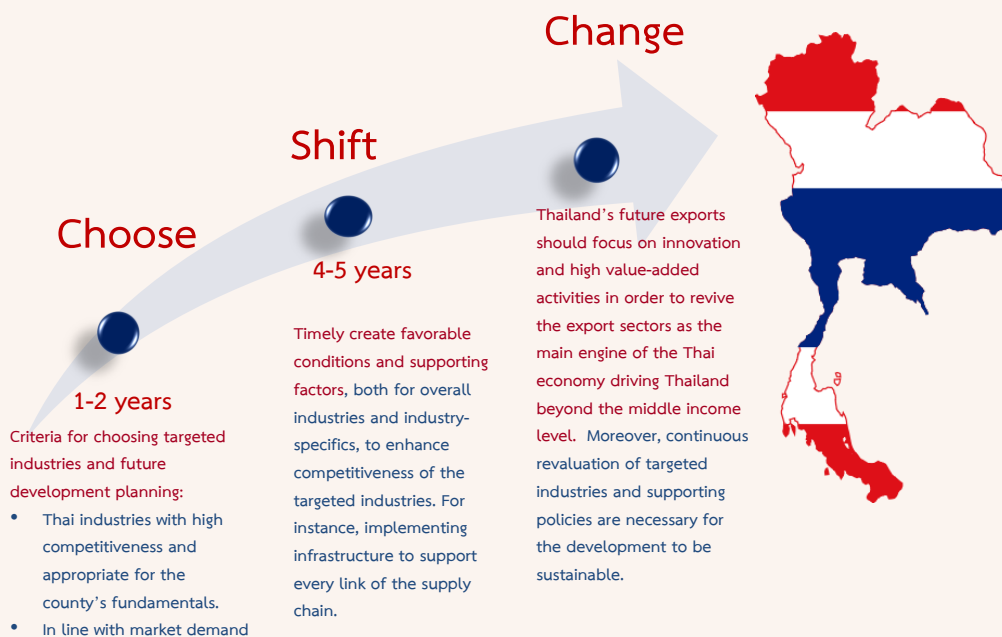 Choose
1-2 years
Criteria for choosing targeted
industries and future
development planning:
• Thai industries with high
competitiveness and
appropriate for the
county's fundamentals.
• In line with market demand
Shift
4-5 years
Timely create favorable
conditions and supporting
factors, both for overall
industries and industry-
specifics, to enhance
competitiveness of the
targeted industries. For
instance, implementing
infrastructure to support
every link of the supply
chain.
Change
Thailand's future exports
should focus on innovation
and high value-added
activities in order to revive
the export sectors as the
main engine of the Thai
economy driving Thailand
beyond the middle income
level. Moreover, continuous
revaluation of targeted
industries and supporting
policies are necessary for
the development to be
sustainable.